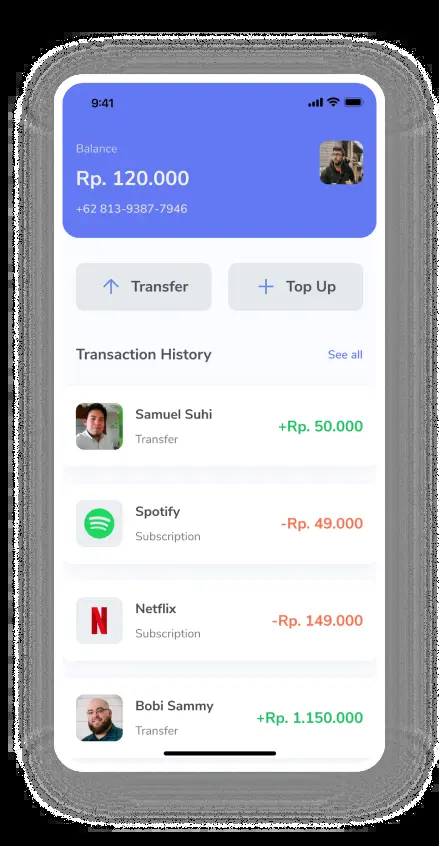 9:41
Balance
Rp. 120.000
+62 813-9387-7946
Transfer
Top Up
Transaction History
See all
Samuel Suhi
Transfer
+Rp. 50.000
Spotify
Subscription
-Rp. 49.000
Netflix
Subscription
-Rp. 149.000
Bobi Sammy
Transfer
+Rp. 1.150.000